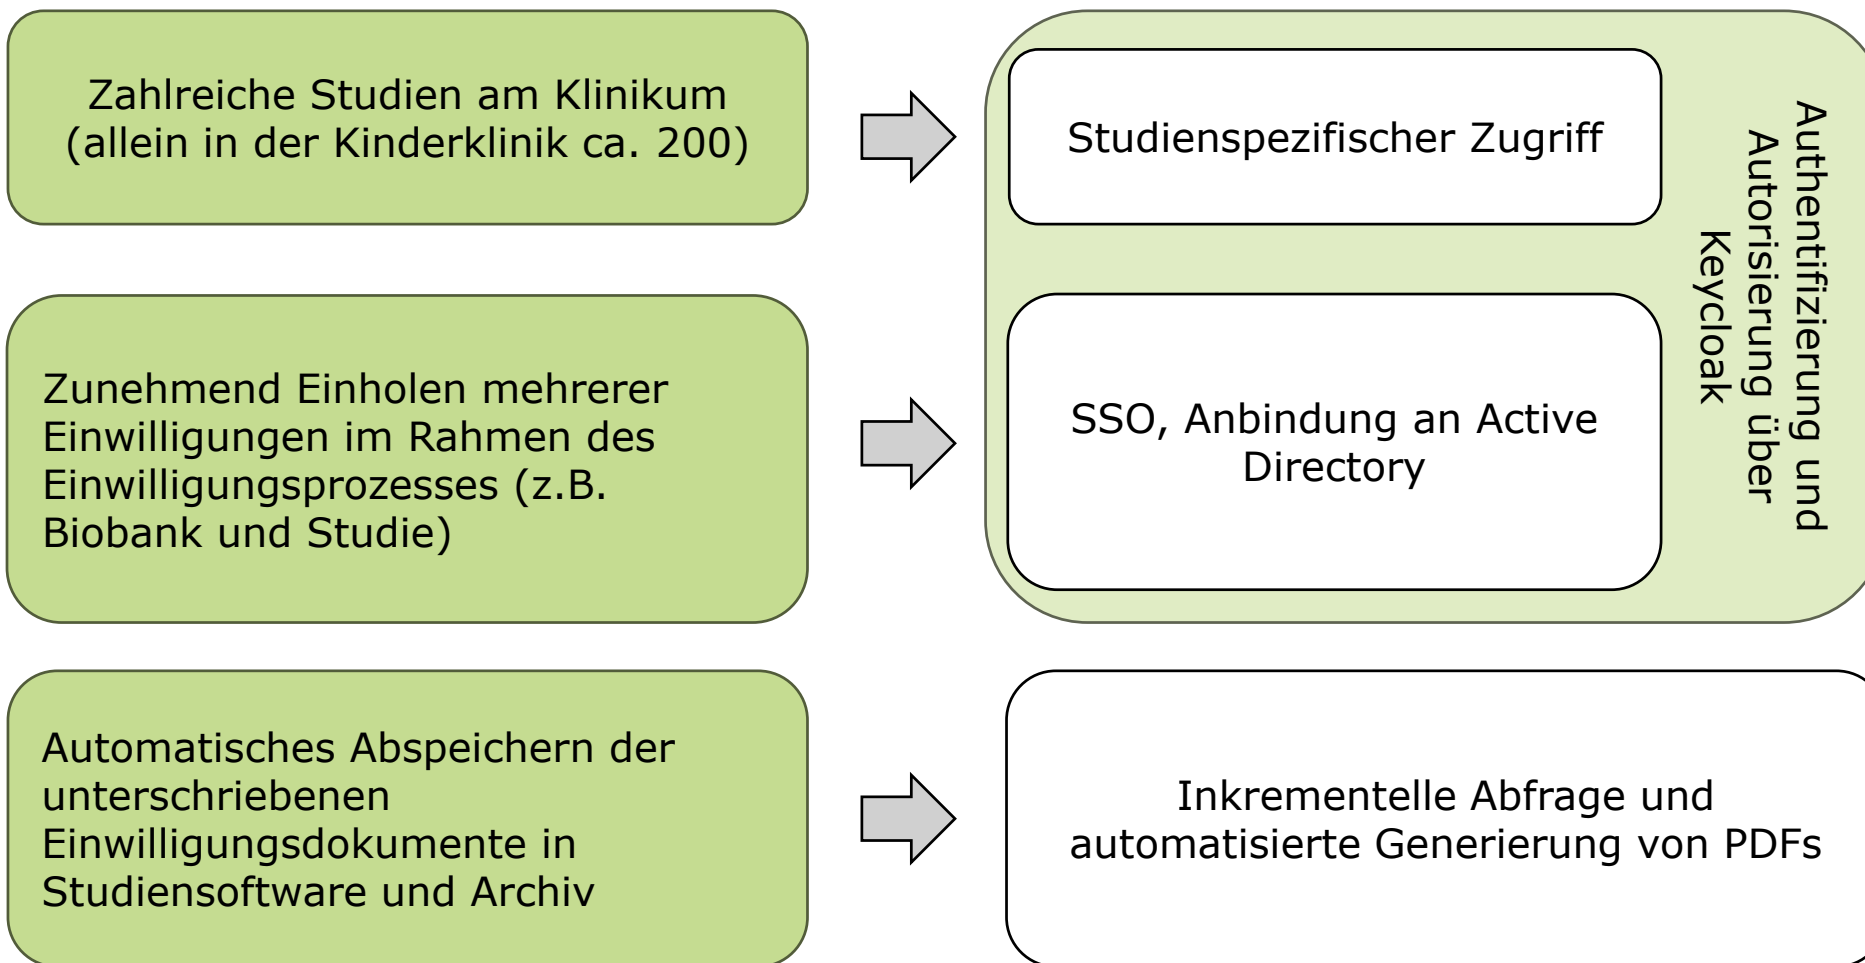 Zahlreiche Studien am Klinikum
(allein in der Kinderklinik ca. 200)
Studienspezifischer Zugriff
Authentifizierung und
Autorisierung über
Keycloak
Zunehmend Einholen mehrerer
Einwilligungen im Rahmen des
Einwilligungsprozesses (z.B.
Biobank und Studie)
SSO, Anbindung an Active
Directory
Automatisches Abspeichern der
unterschriebenen
Einwilligungsdokumente in
Studiensoftware und Archiv
Inkrementelle Abfrage und
automatisierte Generierung von PDFs